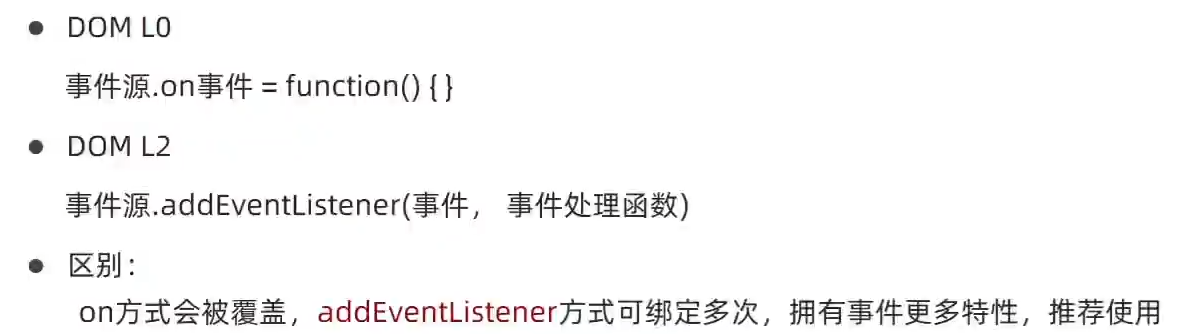 ● DOM L0
事件源.on事件 = function() { }
● DOM L2
事件源.addEventListener(事件， 事件处理函数)
● 区别：
on方式会被覆盖，addEventListener方式可绑定多次，拥有事件更多特性，推荐使用